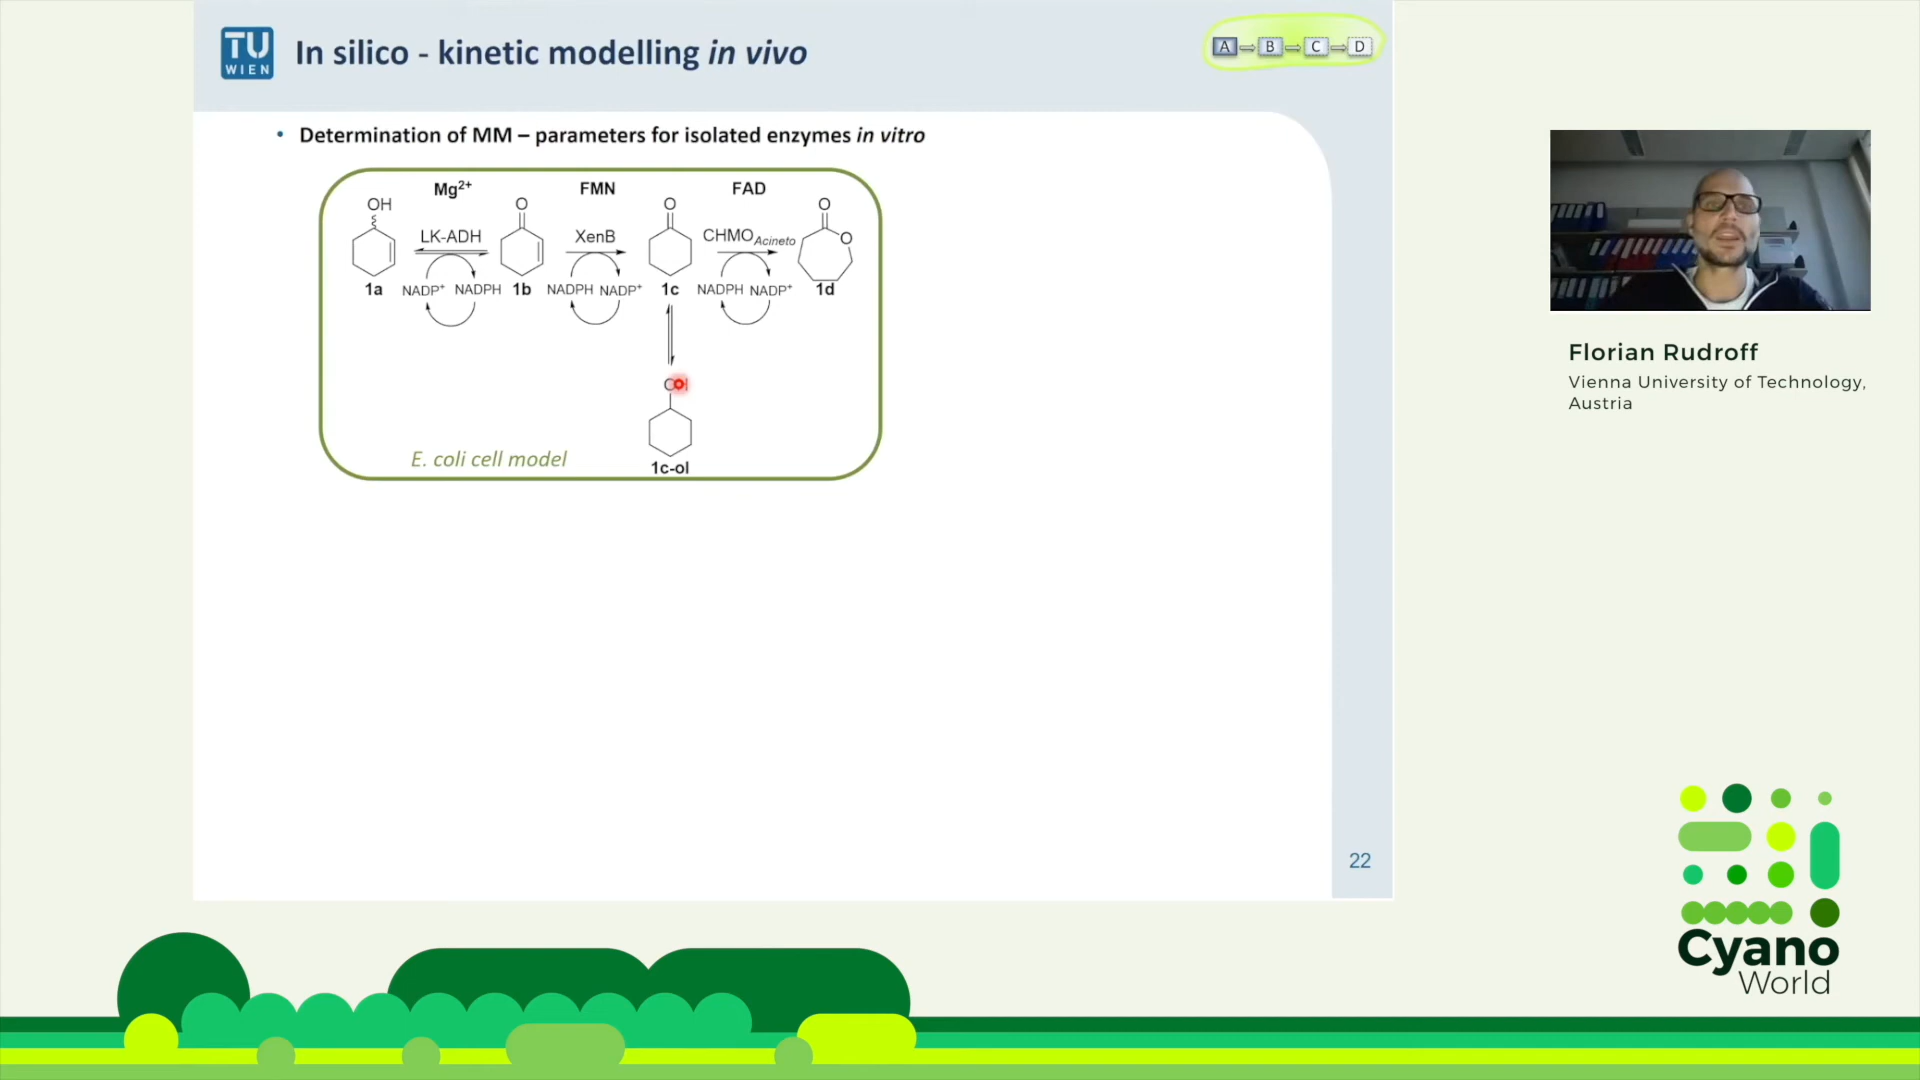 TU
WIEN
In silico - kinetic modelling in vivo
A B C D
• Determination of MM – parameters for isolated enzymes in vitro
Mg2+ FMN FAD
OH O O O
LK-ADH XenB CHMOAcineto O
1a NADP+ NADPH 1b NADPH NADP+ 1c NADPH NADP+ 1d
E. coli cell model
1c-ol
22
Florian Rudroff
Vienna University of Technology,
Austria
Cyano
World